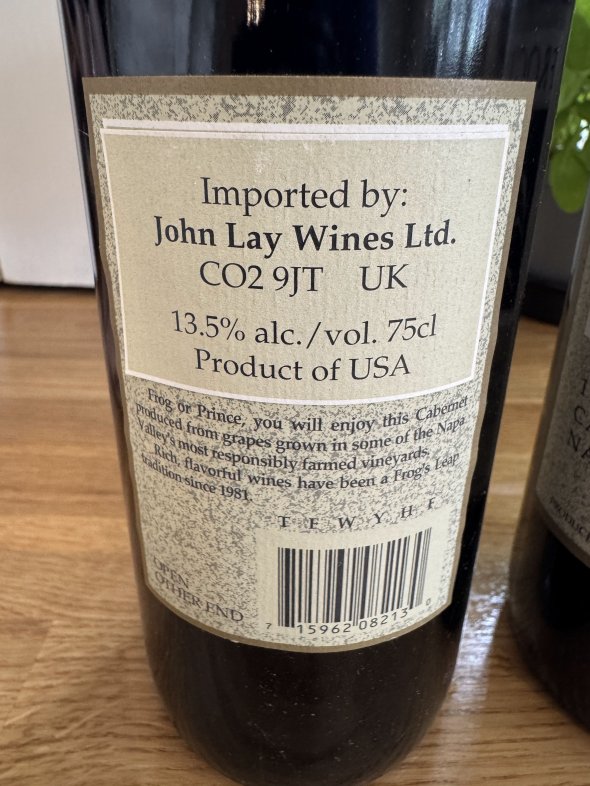 Imported by:
John Lay Wines Ltd.
CO2 9JT UK
13.5% alc./vol. 75cl
Product of USA
Frog or Prince, you will enjoy this Cabernet
produced from grapes grown in some of the Napa
Valley's most responsibly farmed vineyards.
Rich, flavorful wines have been a Frog's Leap
tradition since 1981.
T F W Y H F
OPEN
OTHER END
7 15962 08213 0
PRODUCT